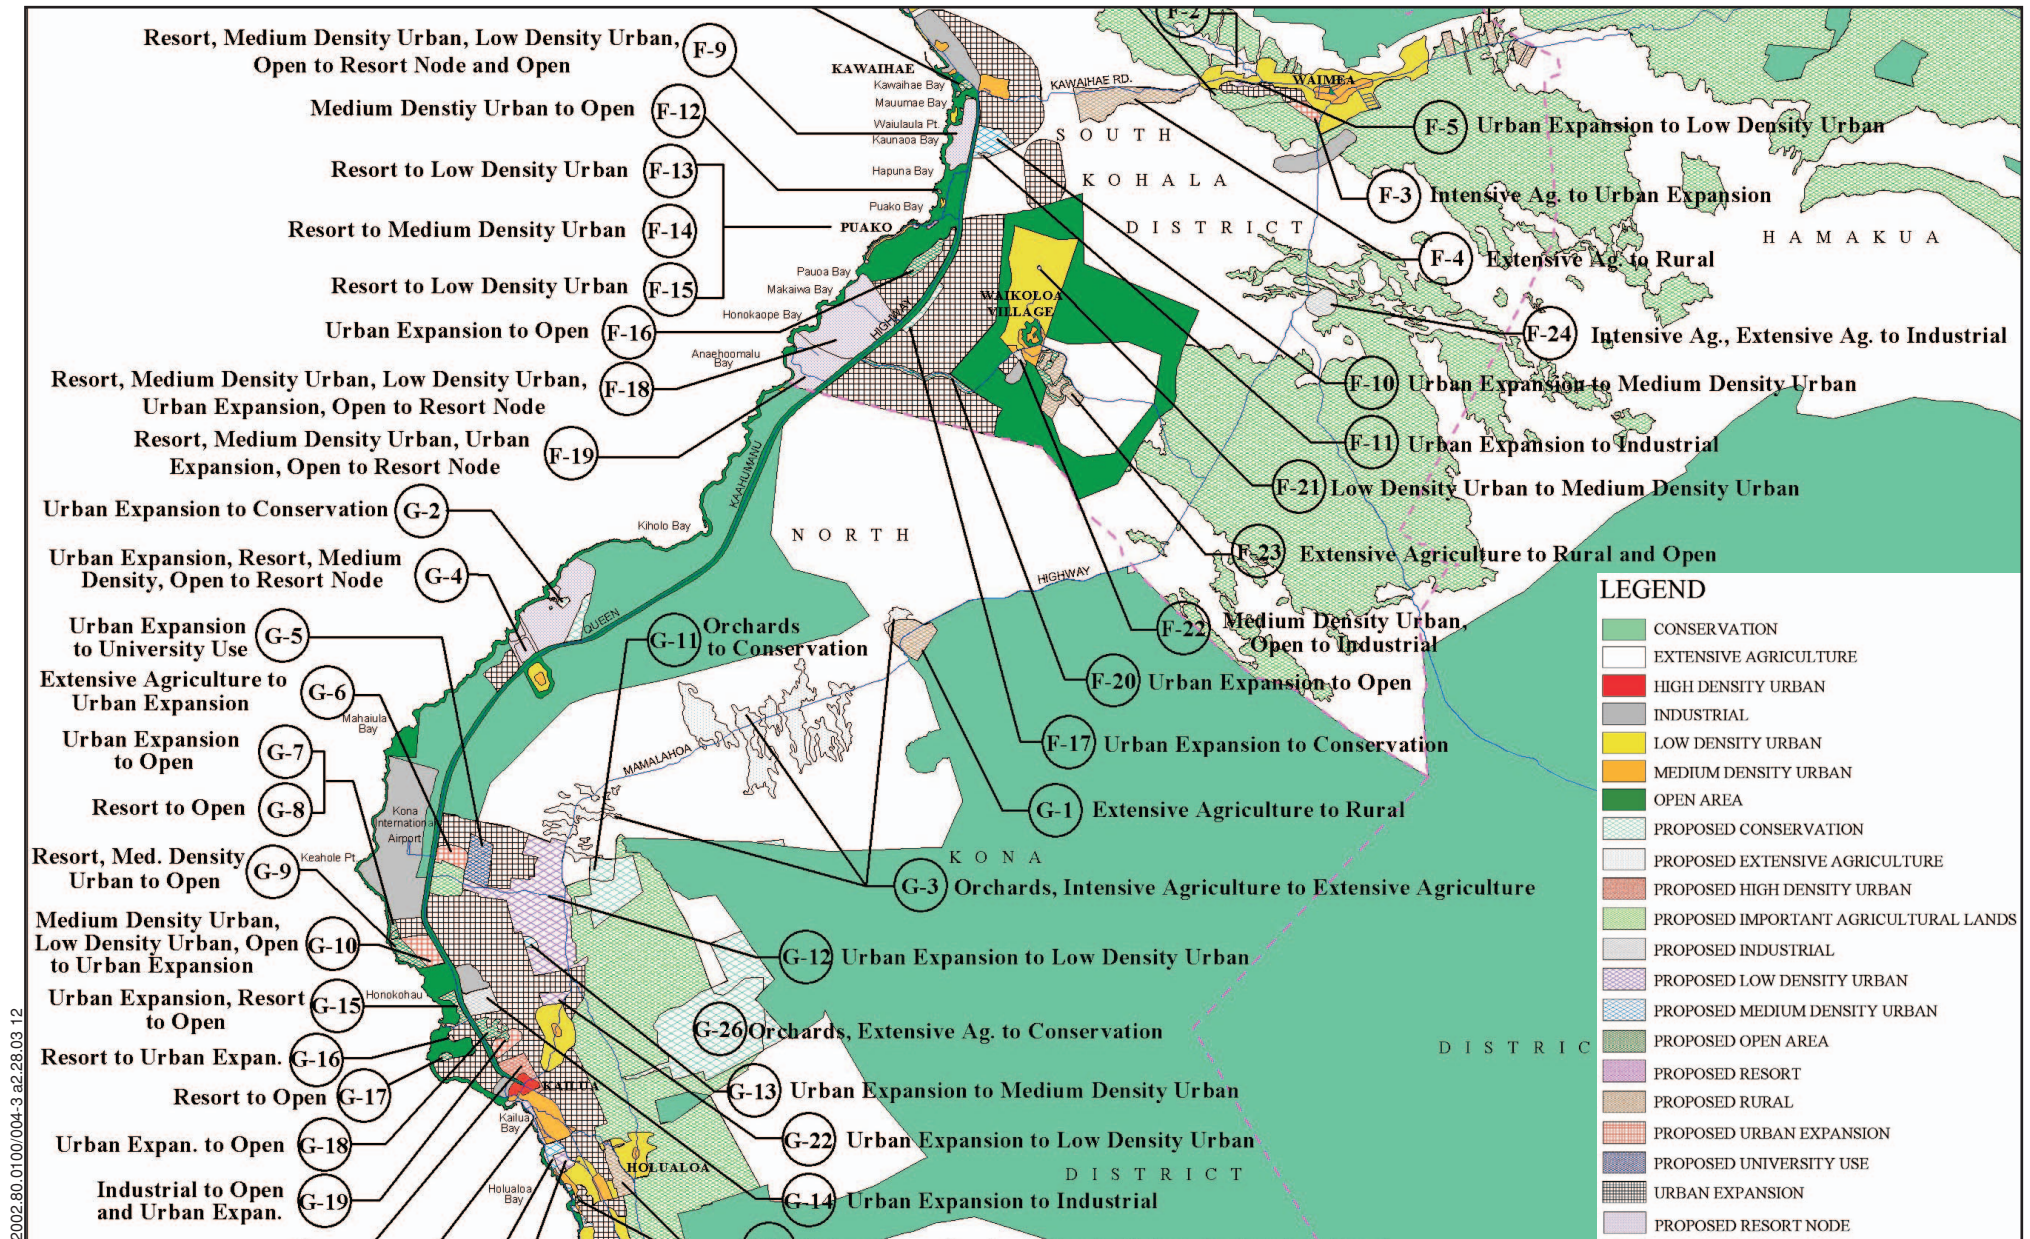 Resort, Medium Density Urban, Low Density Urban,
Open to Resort Node and Open
F-9
Medium Denstiy Urban to Open
F-12
Resort to Low Density Urban
F-13
Resort to Medium Density Urban
F-14
Resort to Low Density Urban
F-15
Urban Expansion to Open
F-16
Resort, Medium Density Urban, Low Density Urban,
Urban Expansion, Open to Resort Node
F-18
Resort, Medium Density Urban, Urban
Expansion, Open to Resort Node
F-19
Urban Expansion to Conservation
G-2
Urban Expansion, Resort, Medium
Density, Open to Resort Node
G-4
Urban Expansion
to University Use
G-5
Extensive Agriculture to
Urban Expansion
G-6
Urban Expansion
to Open
G-7
Resort to Open
G-8
Resort, Med. Density
Urban to Open
G-9
Medium Density Urban,
Low Density Urban, Open
to Urban Expansion
G-10
Urban Expansion, Resort
to Open
G-15
Resort to Urban Expan.
G-16
Resort to Open
G-17
Urban Expan. to Open
G-18
Industrial to Open
and Urban Expan.
G-19
KAWAIHAE
Kawaihae Bay
Mauumae Bay
Waiulaula Pt.
Kaunaoa Bay
Hapuna Bay
Puako Bay
PUAKO
Pauoa Bay
Makaiwa Bay
Honokaope Bay
Anaehoomalu
Bay
Kiholo Bay
Mahaiula
Bay
Kona
International
Airport
Keahole Pt.
Honokohau
KAILUA
Kailua
Bay
Holualoa
Bay
HOLUALOA
KAWAIHAE RD.
WAIMEA
SOUTH
KOHALA
DISTRICT
HAMAKUA
WAIKOLOA
VILLAGE
HIGHWAY
KAAHUMANU
QUEEN
NORTH
HIGHWAY
MAMALAHOA
KONA
DISTRICT
DISTRIC
F-2
F-5
Urban Expansion to Low Density Urban
F-3
Intensive Ag. to Urban Expansion
F-4
Extensive Ag. to Rural
F-24
Intensive Ag., Extensive Ag. to Industrial
F-10
Urban Expansion to Medium Density Urban
F-11
Urban Expansion to Industrial
F-21
Low Density Urban to Medium Density Urban
F-23
Extensive Agriculture to Rural and Open
F-22
Medium Density Urban,
Open to Industrial
F-20
Urban Expansion to Open
F-17
Urban Expansion to Conservation
G-1
Extensive Agriculture to Rural
G-11
Orchards
to Conservation
G-3
Orchards, Intensive Agriculture to Extensive Agriculture
G-12
Urban Expansion to Low Density Urban
G-26
Orchards, Extensive Ag. to Conservation
G-13
Urban Expansion to Medium Density Urban
G-22
Urban Expansion to Low Density Urban
G-14
Urban Expansion to Industrial
LEGEND
CONSERVATION
EXTENSIVE AGRICULTURE
HIGH DENSITY URBAN
INDUSTRIAL
LOW DENSITY URBAN
MEDIUM DENSITY URBAN
OPEN AREA
PROPOSED CONSERVATION
PROPOSED EXTENSIVE AGRICULTURE
PROPOSED HIGH DENSITY URBAN
PROPOSED IMPORTANT AGRICULTURAL LANDS
PROPOSED INDUSTRIAL
PROPOSED LOW DENSITY URBAN
PROPOSED MEDIUM DENSITY URBAN
PROPOSED OPEN AREA
PROPOSED RESORT
PROPOSED RURAL
PROPOSED URBAN EXPANSION
PROPOSED UNIVERSITY USE
URBAN EXPANSION
PROPOSED RESORT NODE
2002.80.0100/004-3 a2.28.03 12